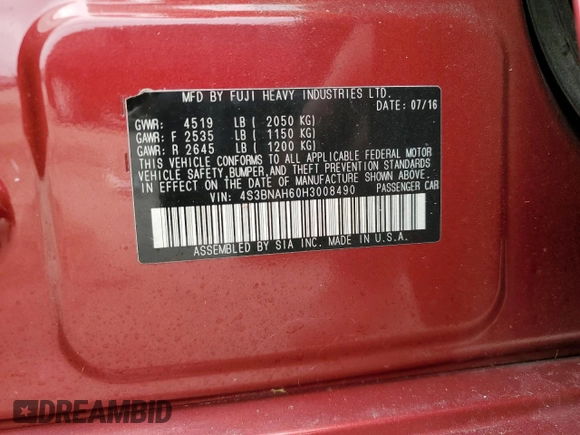 MFD BY FUJI HEAVY INDUSTRIES LTD.
DATE: 07/16
GVWR: 4519 LB( 2050 KG)
GAWR: F 2535 LB( 1150 KG)
GAWR: R 2645 LB( 1200 KG)
THIS VEHICLE CONFORMS TO ALL APPLICABLE FEDERAL MOTOR
VEHICLE SAFETY,BUMPER,AND THEFT PREVENTION STANDARDS
IN EFFECT ON THE DATE OF MANUFACTURE SHOWN ABOVE.
VIN: 4S3BNAH60H3008490 PASSENGER CAR
ASSEMBLED BY SIA INC. MADE IN U.S.A.
DREAMBID